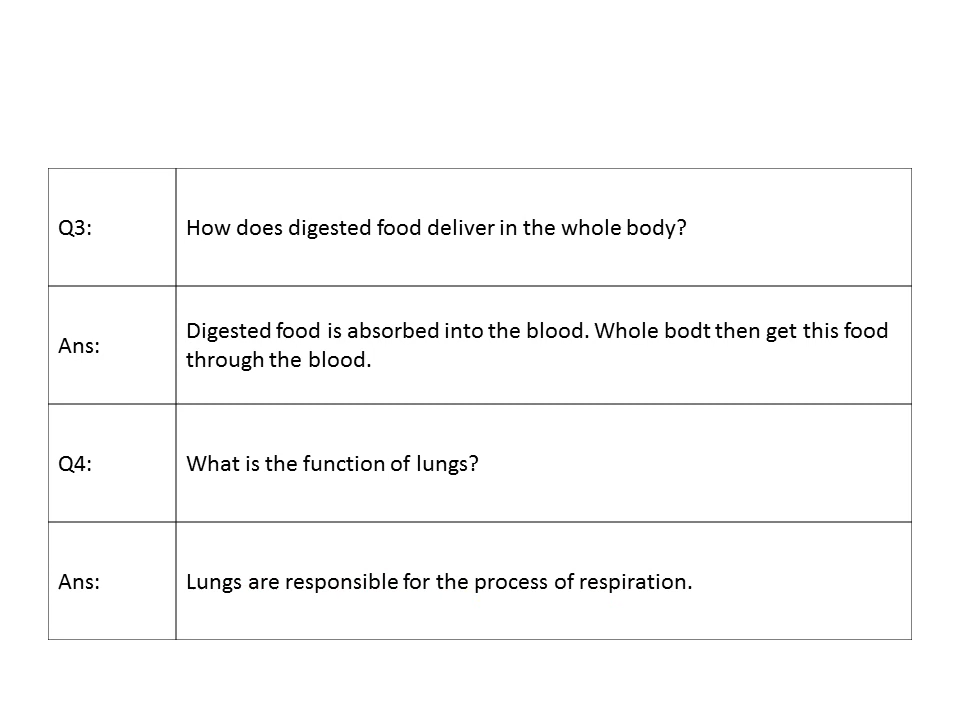 Q3:
How does digested food deliver in the whole body?
Ans:
Digested food is absorbed into the blood. Whole bodt then get this food
through the blood.
Q4:
What is the function of lungs?
Ans:
Lungs are responsible for the process of respiration.